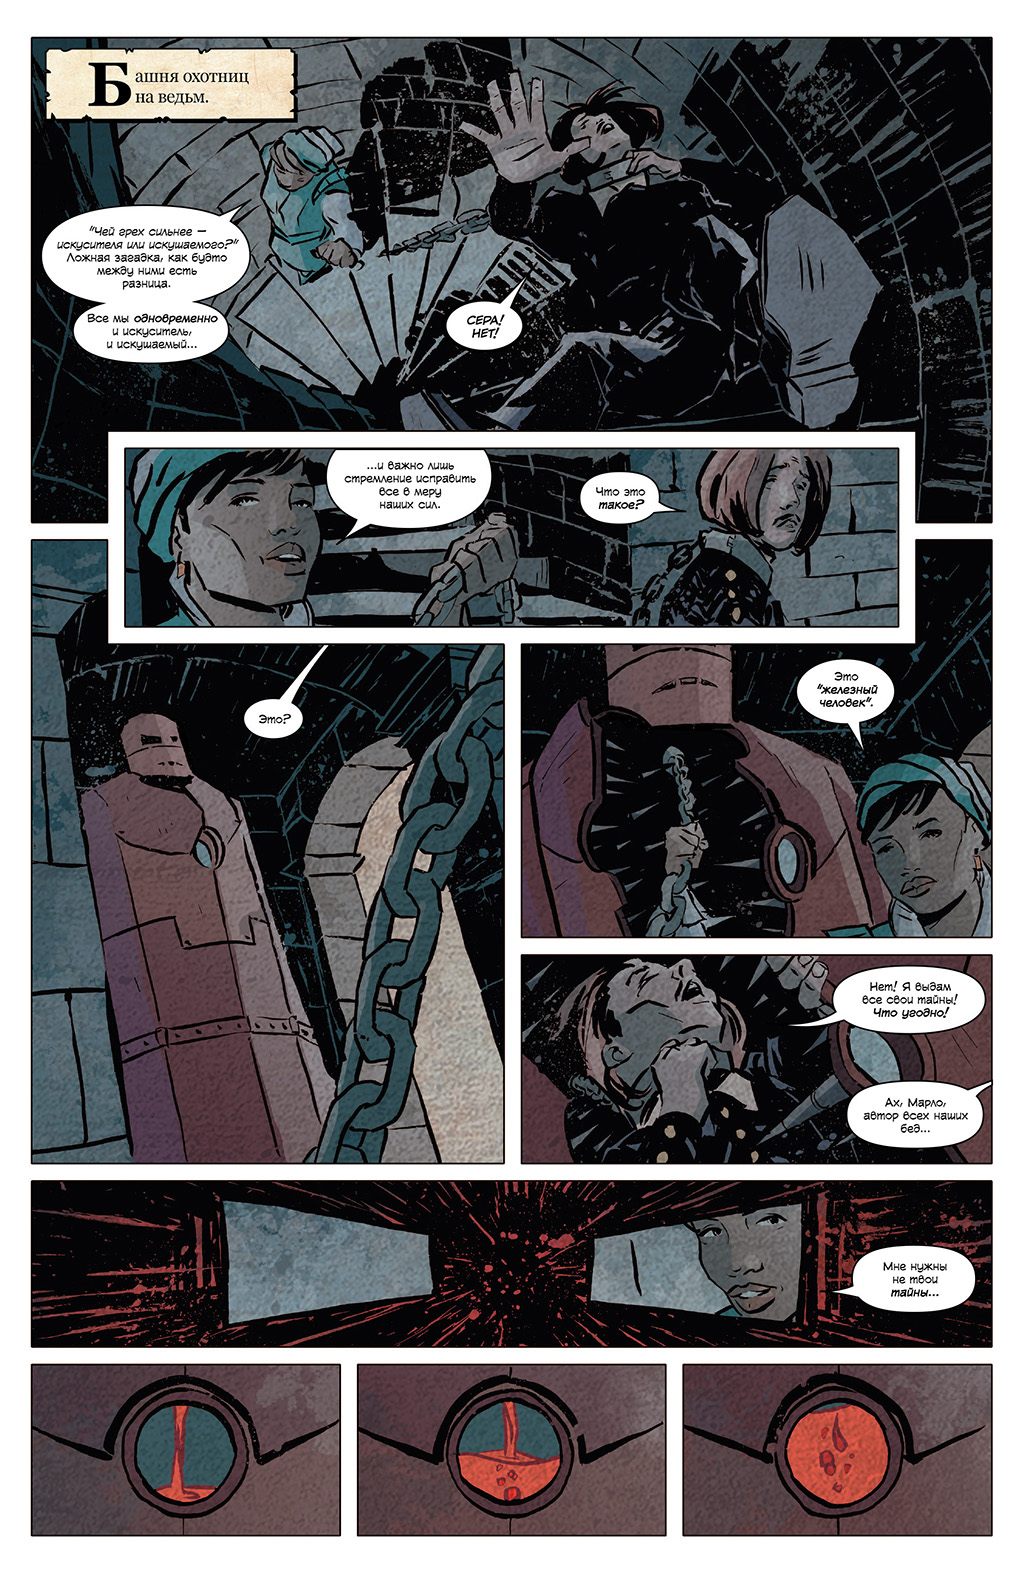 Башня охотниц
на ведьм.
"Чей грех сильнее —
искусителя или искушаемого?"
Ложная загадка, как будто
между ними есть
разница.
Все мы одновременно
и искуситель,
и искушаемый...
СЕРА!
НЕТ!
...и важно лишь
стремление исправить
все в меру
наших сил.
Что это
такое?
Это?
Это
"железный
человек".
Нет! Я выдам
все свои тайны!
Что угодно!
Ах, Марло,
автор всех наших
бед...
Мне нужны
не твои
тайны...